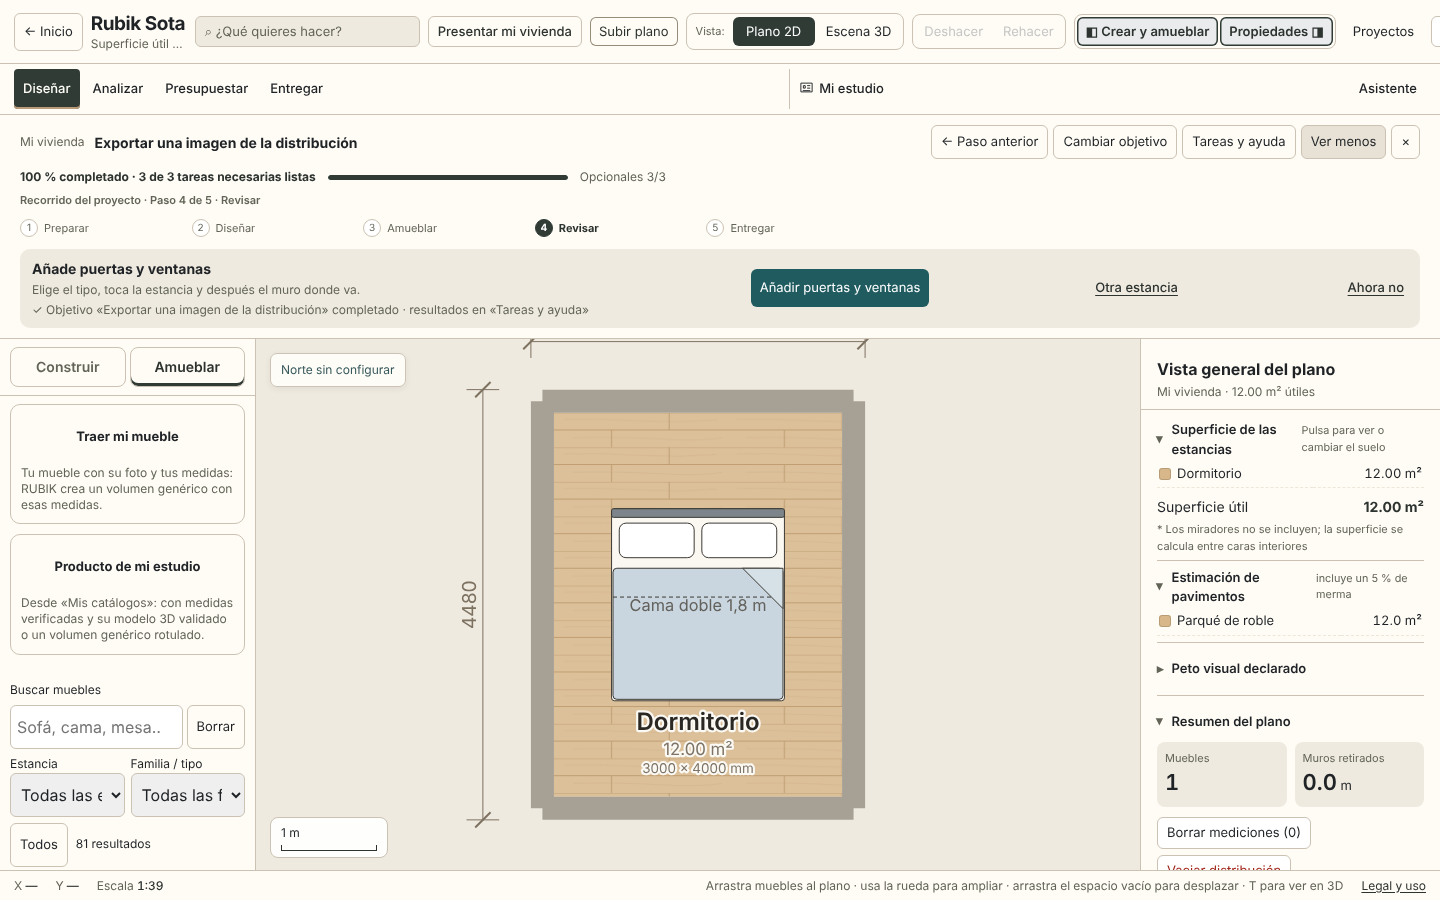 ← Inicio
Rubik Sota
Superficie útil ...
¿Qué quieres hacer?
Presentar mi vivienda
Subir plano
Vista:
Plano 2D
Escena 3D
Deshacer
Rehacer
Crear y amueblar
Propiedades
Proyectos
Diseñar
Analizar
Presupuestar
Entregar
Mi estudio
Asistente
Mi vivienda
Exportar una imagen de la distribución
← Paso anterior
Cambiar objetivo
Tareas y ayuda
Ver menos
×
100 % completado · 3 de 3 tareas necesarias listas
Opcionales 3/3
Recorrido del proyecto · Paso 4 de 5 · Revisar
1 Preparar
2 Diseñar
3 Amueblar
4 Revisar
5 Entregar
Añade puertas y ventanas
Elige el tipo, toca la estancia y después el muro donde va.
✓ Objetivo «Exportar una imagen de la distribución» completado · resultados en «Tareas y ayuda»
Añadir puertas y ventanas
Otra estancia
Ahora no
Construir
Amueblar
Traer mi mueble
Tu mueble con su foto y tus medidas:
RUBIK crea un volumen genérico con
esas medidas.
Producto de mi estudio
Desde «Mis catálogos»: con medidas
verificadas y su modelo 3D validado
o un volumen genérico rotulado.
Buscar muebles
Sofá, cama, mesa..
Borrar
Estancia
Familia / tipo
Todas las e
Todas las f
Todos
81 resultados
Norte sin configurar
4480
Cama doble 1,8 m
Dormitorio
12.00 m²
3000 × 4000 mm
1 m
Vista general del plano
Mi vivienda · 12.00 m² útiles
Superficie de las
estancias
Pulsa para ver o
cambiar el suelo
Dormitorio
12.00 m²
Superficie útil
12.00 m²
* Los miradores no se incluyen; la superficie se
calcula entre caras interiores
Estimación de
pavimentos
incluye un 5 % de
merma
Parqué de roble
12.0 m²
Peto visual declarado
Resumen del plano
Muebles
1
Muros retirados
0.0 m
Borrar mediciones (0)
Vaciar distribución
X —
Y —
Escala 1:39
Arrastra muebles al plano · usa la rueda para ampliar · arrastra el espacio vacío para desplazar · T para ver en 3D
Legal y uso